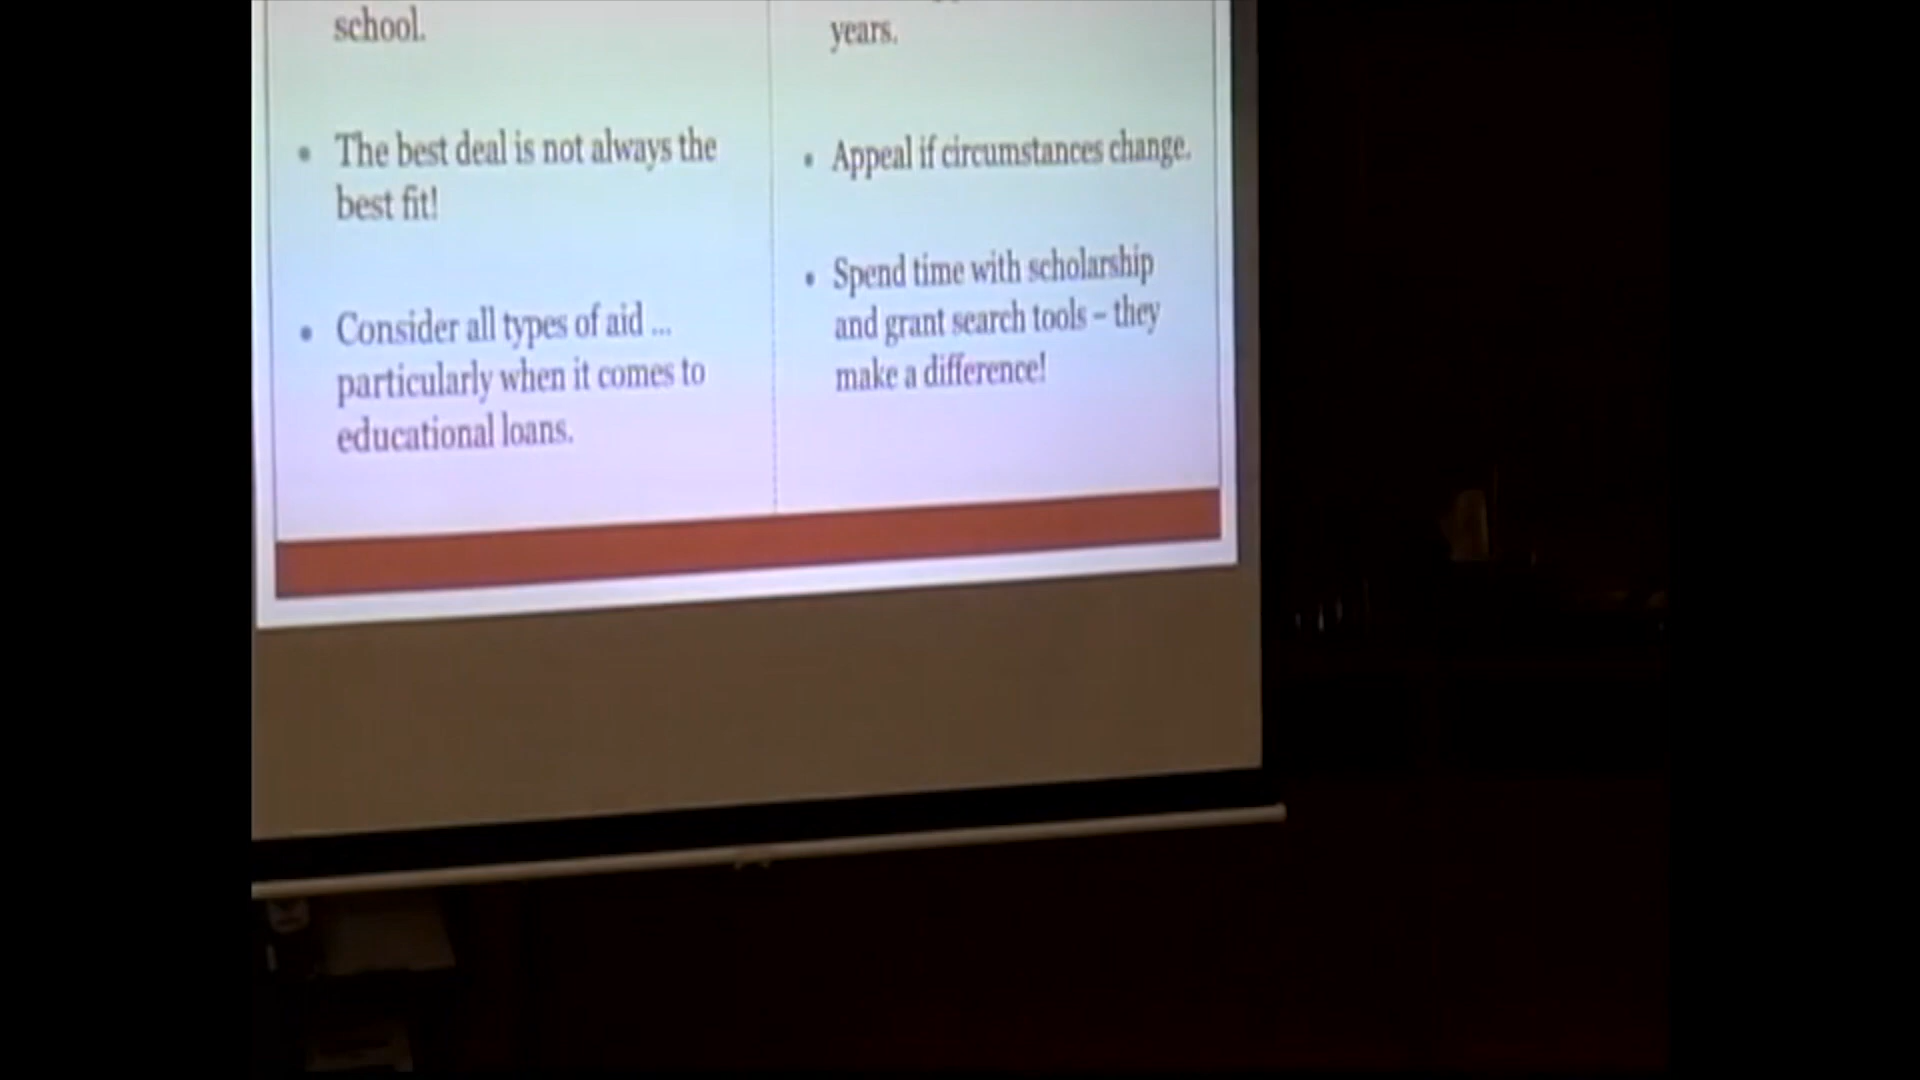 school.
• The best deal is not always the
best fit!
• Consider all types of aid ...
particularly when it comes to
educational loans.
years.
• Appeal if circumstances change.
• Spend time with scholarship
and grant search tools – they
make a difference!